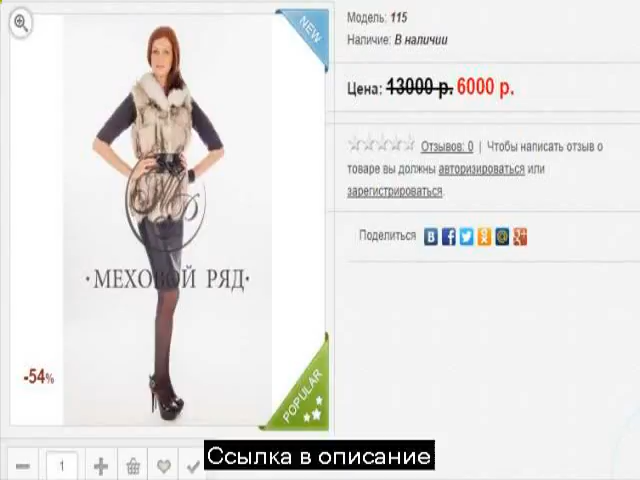 NEW
Модель: 115
Наличие: В наличии
Цена: 13000 р. 6000 р.
Отзывов: 0 | Чтобы написать отзыв о
товаре вы должны авторизироваться или
зарегистрироваться.
Поделиться
·МЕХОВОЙ РЯД·
-54%
POPULAR
1
Ссылка в описание